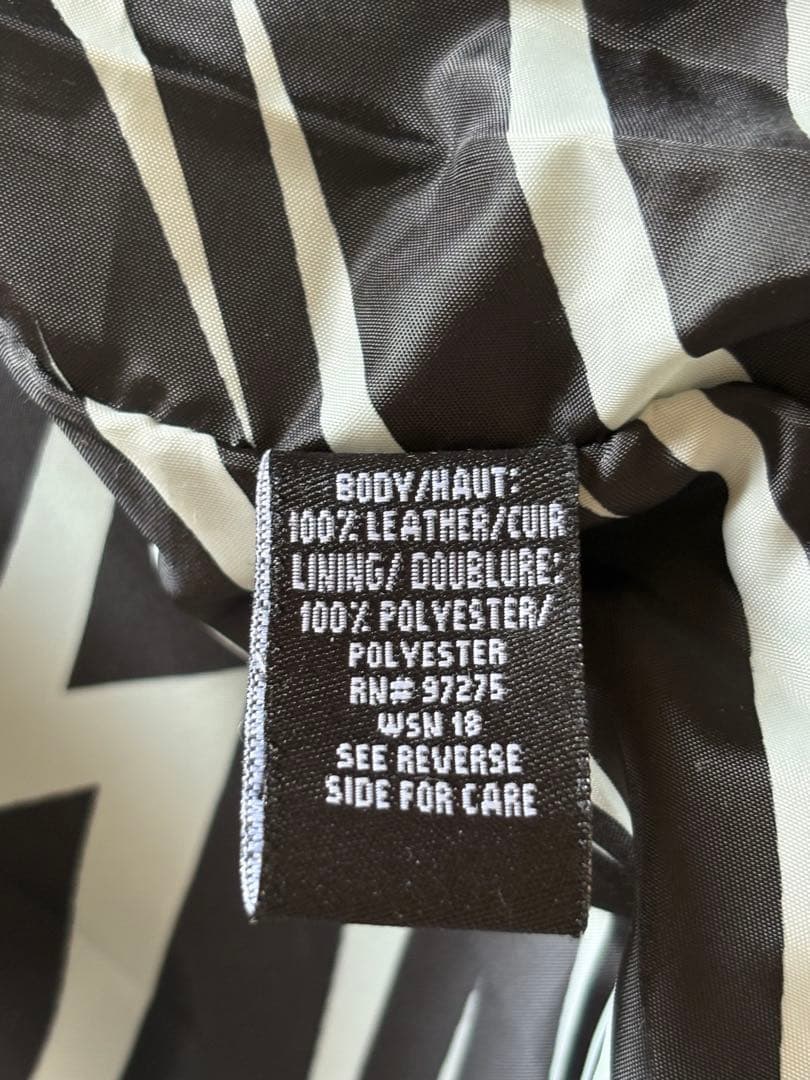 BODY/HAUT:
100% LEATHER/CUIR
LINING/ DOUBLURE:
100% POLYESTER/
POLYESTER
RN# 97275
WSN 18
SEE REVERSE
SIDE FOR CARE